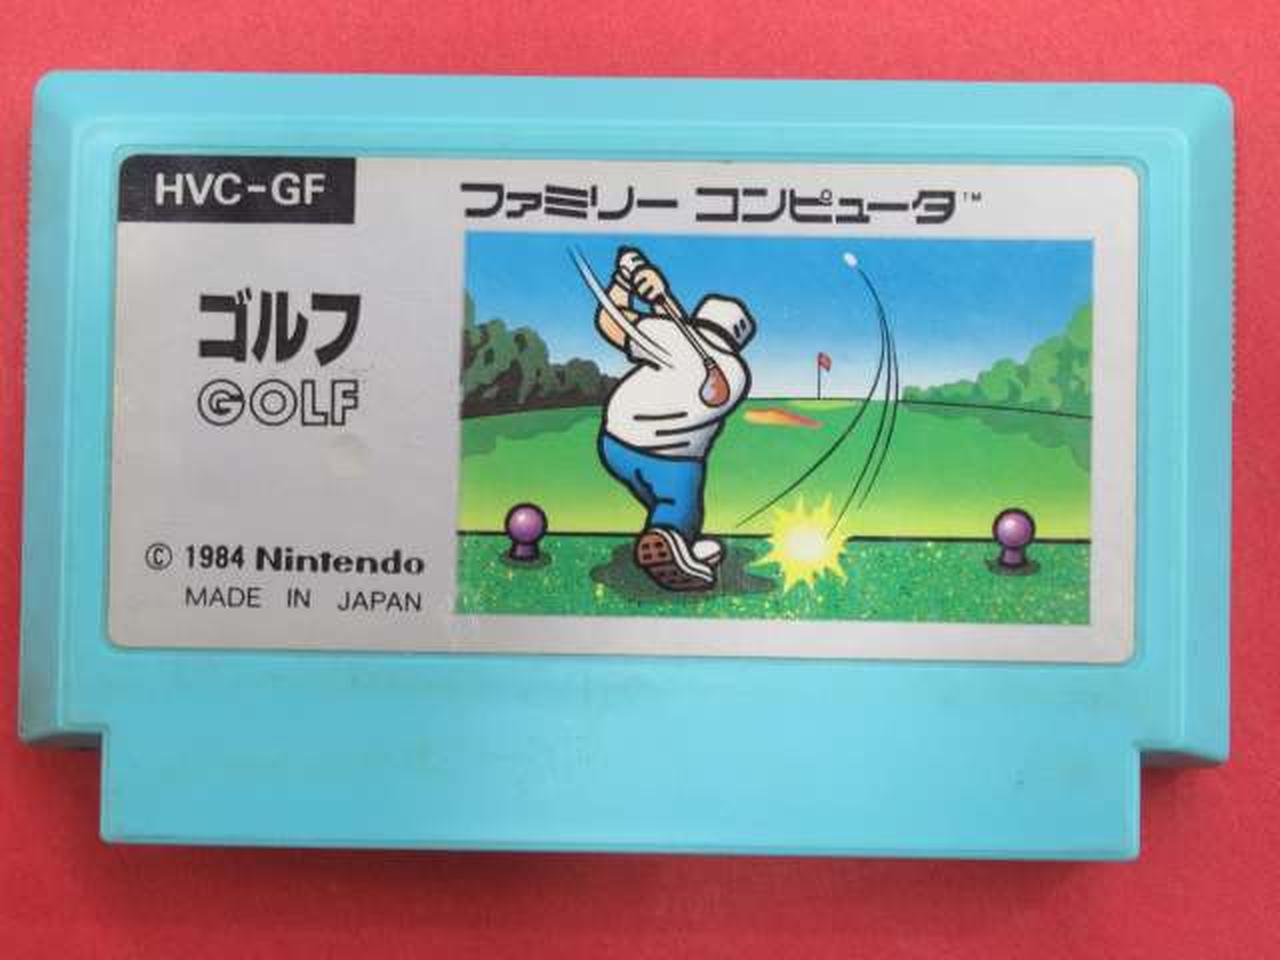 HVC-GF
ファミリー コンピュータ™
ゴルフ
GOLF
© 1984 Nintendo
MADE IN JAPAN